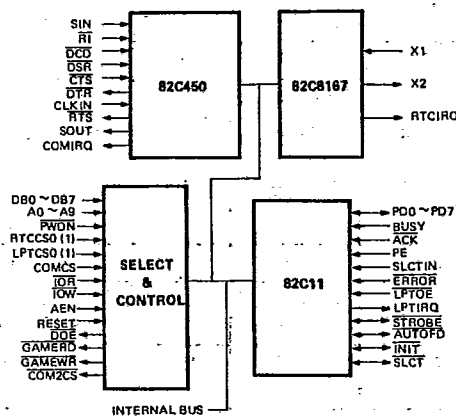 SIN
RI
DCD
DSR
CTS
DTR
CLKIN
RTS
SOUT
COMIRQ
82C450
82C8167
X1
X2
RTCIRQ
DB0~DB7
A0~A9
PWDN
RTCCS0(1)
LPTCS0(1)
COMCS
IOR
IOW
AEN
RESET
DOE
GAMERD
GAMEWR
COM2CS
SELECT
&
CONTROL
82C11
PD0~PD7
BUSY
ACK
PE
SLCTIN
ERROR
LPTOE
LPTIRQ
STROBE
AUTOFD
INIT
SLCT
INTERNAL BUS